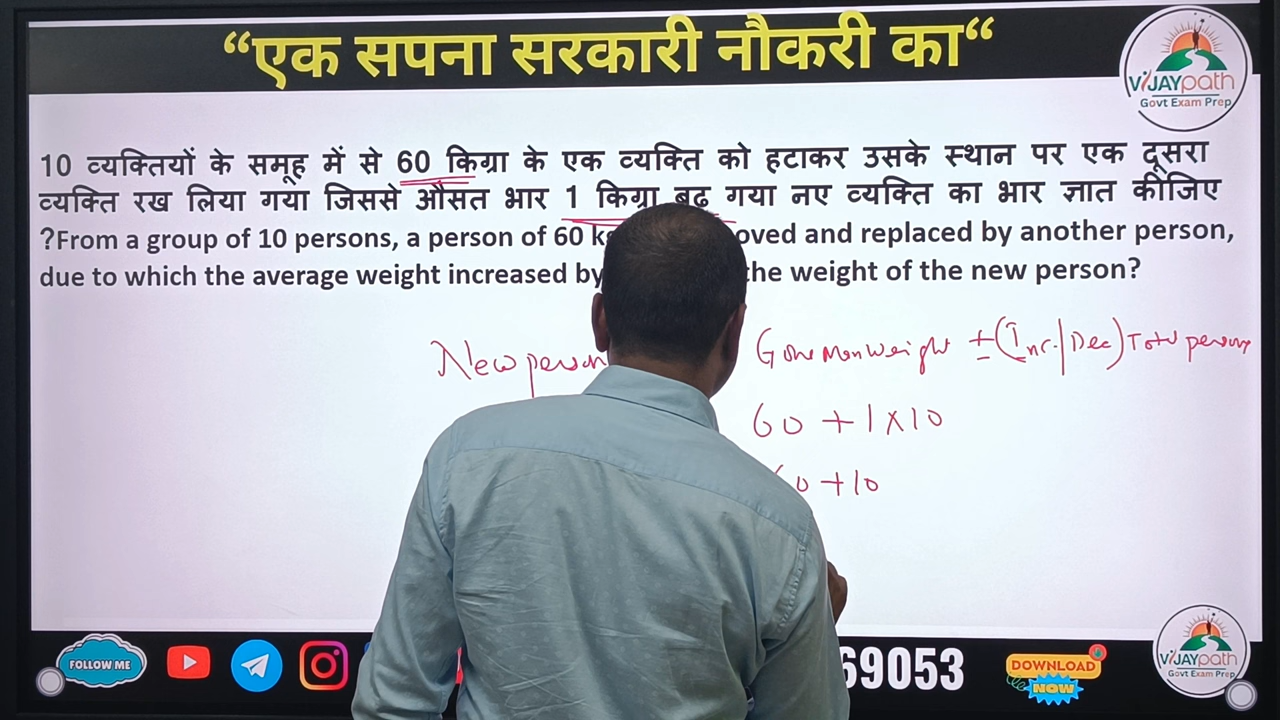 “एक सपना सरकारी नौकरी का“
VIJAYpath
Govt Exam Prep
10 व्यक्तियों के समूह में से 60 किग्रा के एक व्यक्ति को हटाकर उसके स्थान पर एक दूसरा
व्यक्ति रख लिया गया जिससे औसत भार 1 किग्रा बढ़ गया नए व्यक्ति का भार ज्ञात कीजिए
?From a group of 10 persons, a person of 60 and replaced by another person,
due to which the average weight increased by the weight of the new person?
New person Gone Men weight ± (Inc./Dec) Total persons
60 + 1 X 10
60 + 10
FOLLOW ME
69053
DOWNLOAD
NOW
VIJAYpath
Govt Exam Prep